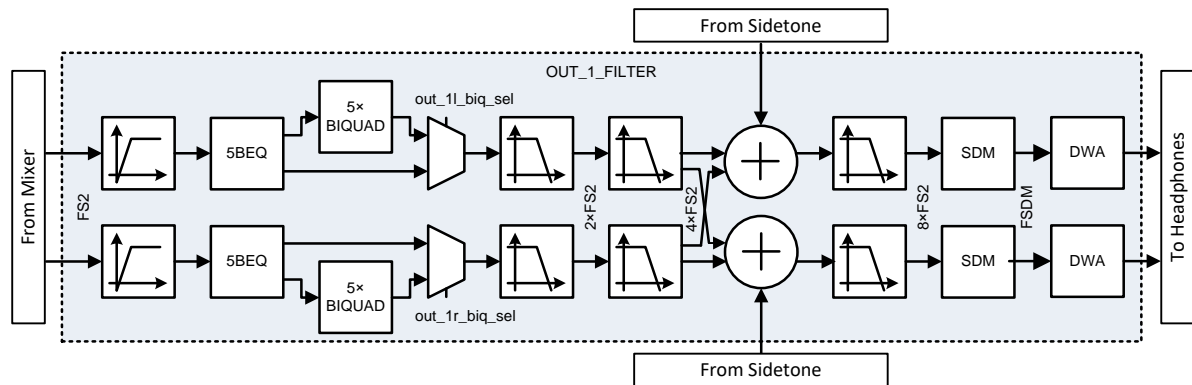 From Sidetone
OUT_1_FILTER
From Mixer
FS2
5BEQ
5×
BIQUAD
out_1l_biq_sel
2×FS2
4×FS2
8×FS2
SDM
FSDM
DWA
To Headphones
5BEQ
5×
BIQUAD
out_1r_biq_sel
SDM
DWA
From Sidetone